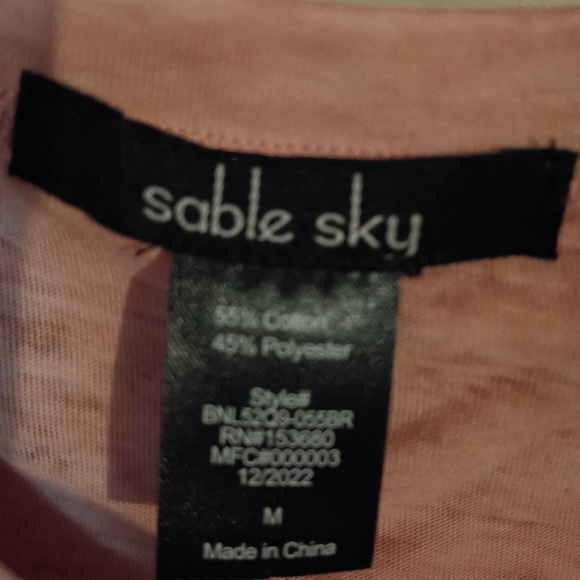 sable sky
55% Cotton
45% Polyester
Style#
BNL52Q9-055BR
RN#153680
MFC#000003
12/2022
M
Made in China